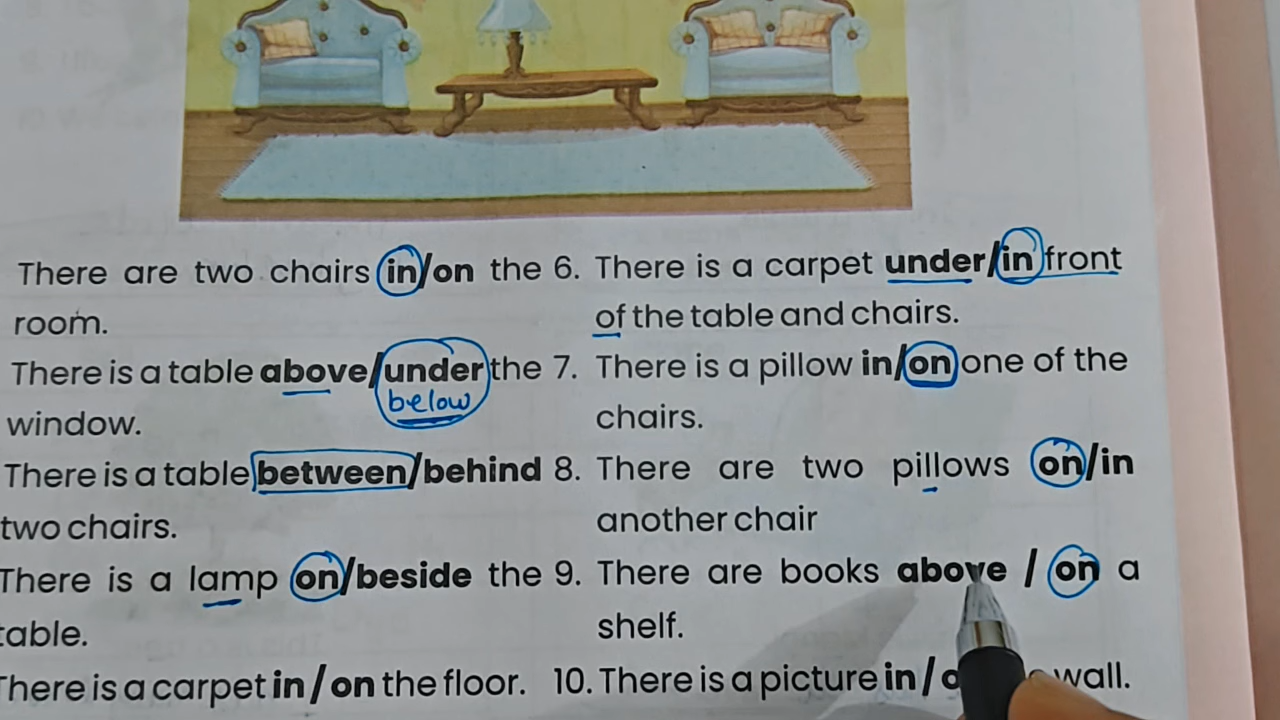 There are two chairs in/on the
room.
There is a table above/under the
below
window.
There is a table between/behind
two chairs.
There is a lamp on/beside the
table.
There is a carpet in / on the floor.
6. There is a carpet under/in front
of the table and chairs.
7. There is a pillow in/on one of the
chairs.
8. There are two pillows on/in
another chair
9. There are books above / on a
shelf.
10. There is a picture in / wall.